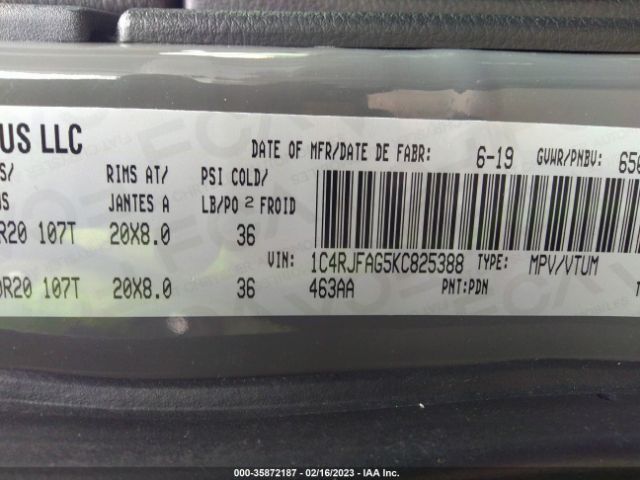 US LLC
DATE OF MFR/DATE DE FABR: 6-19 GVWR/PNBV:
RIMS AT/ PSI COLD/
JANTES A LB/PO 2 FROID
R20 107T 20X8.0 36
VIN: 1C4RJFAG5KC825388 TYPE: MPV/VTUM
R20 107T 20X8.0 36 463AA PNT:PDN
000-35872187 - 02/16/2023 - IAA Inc.